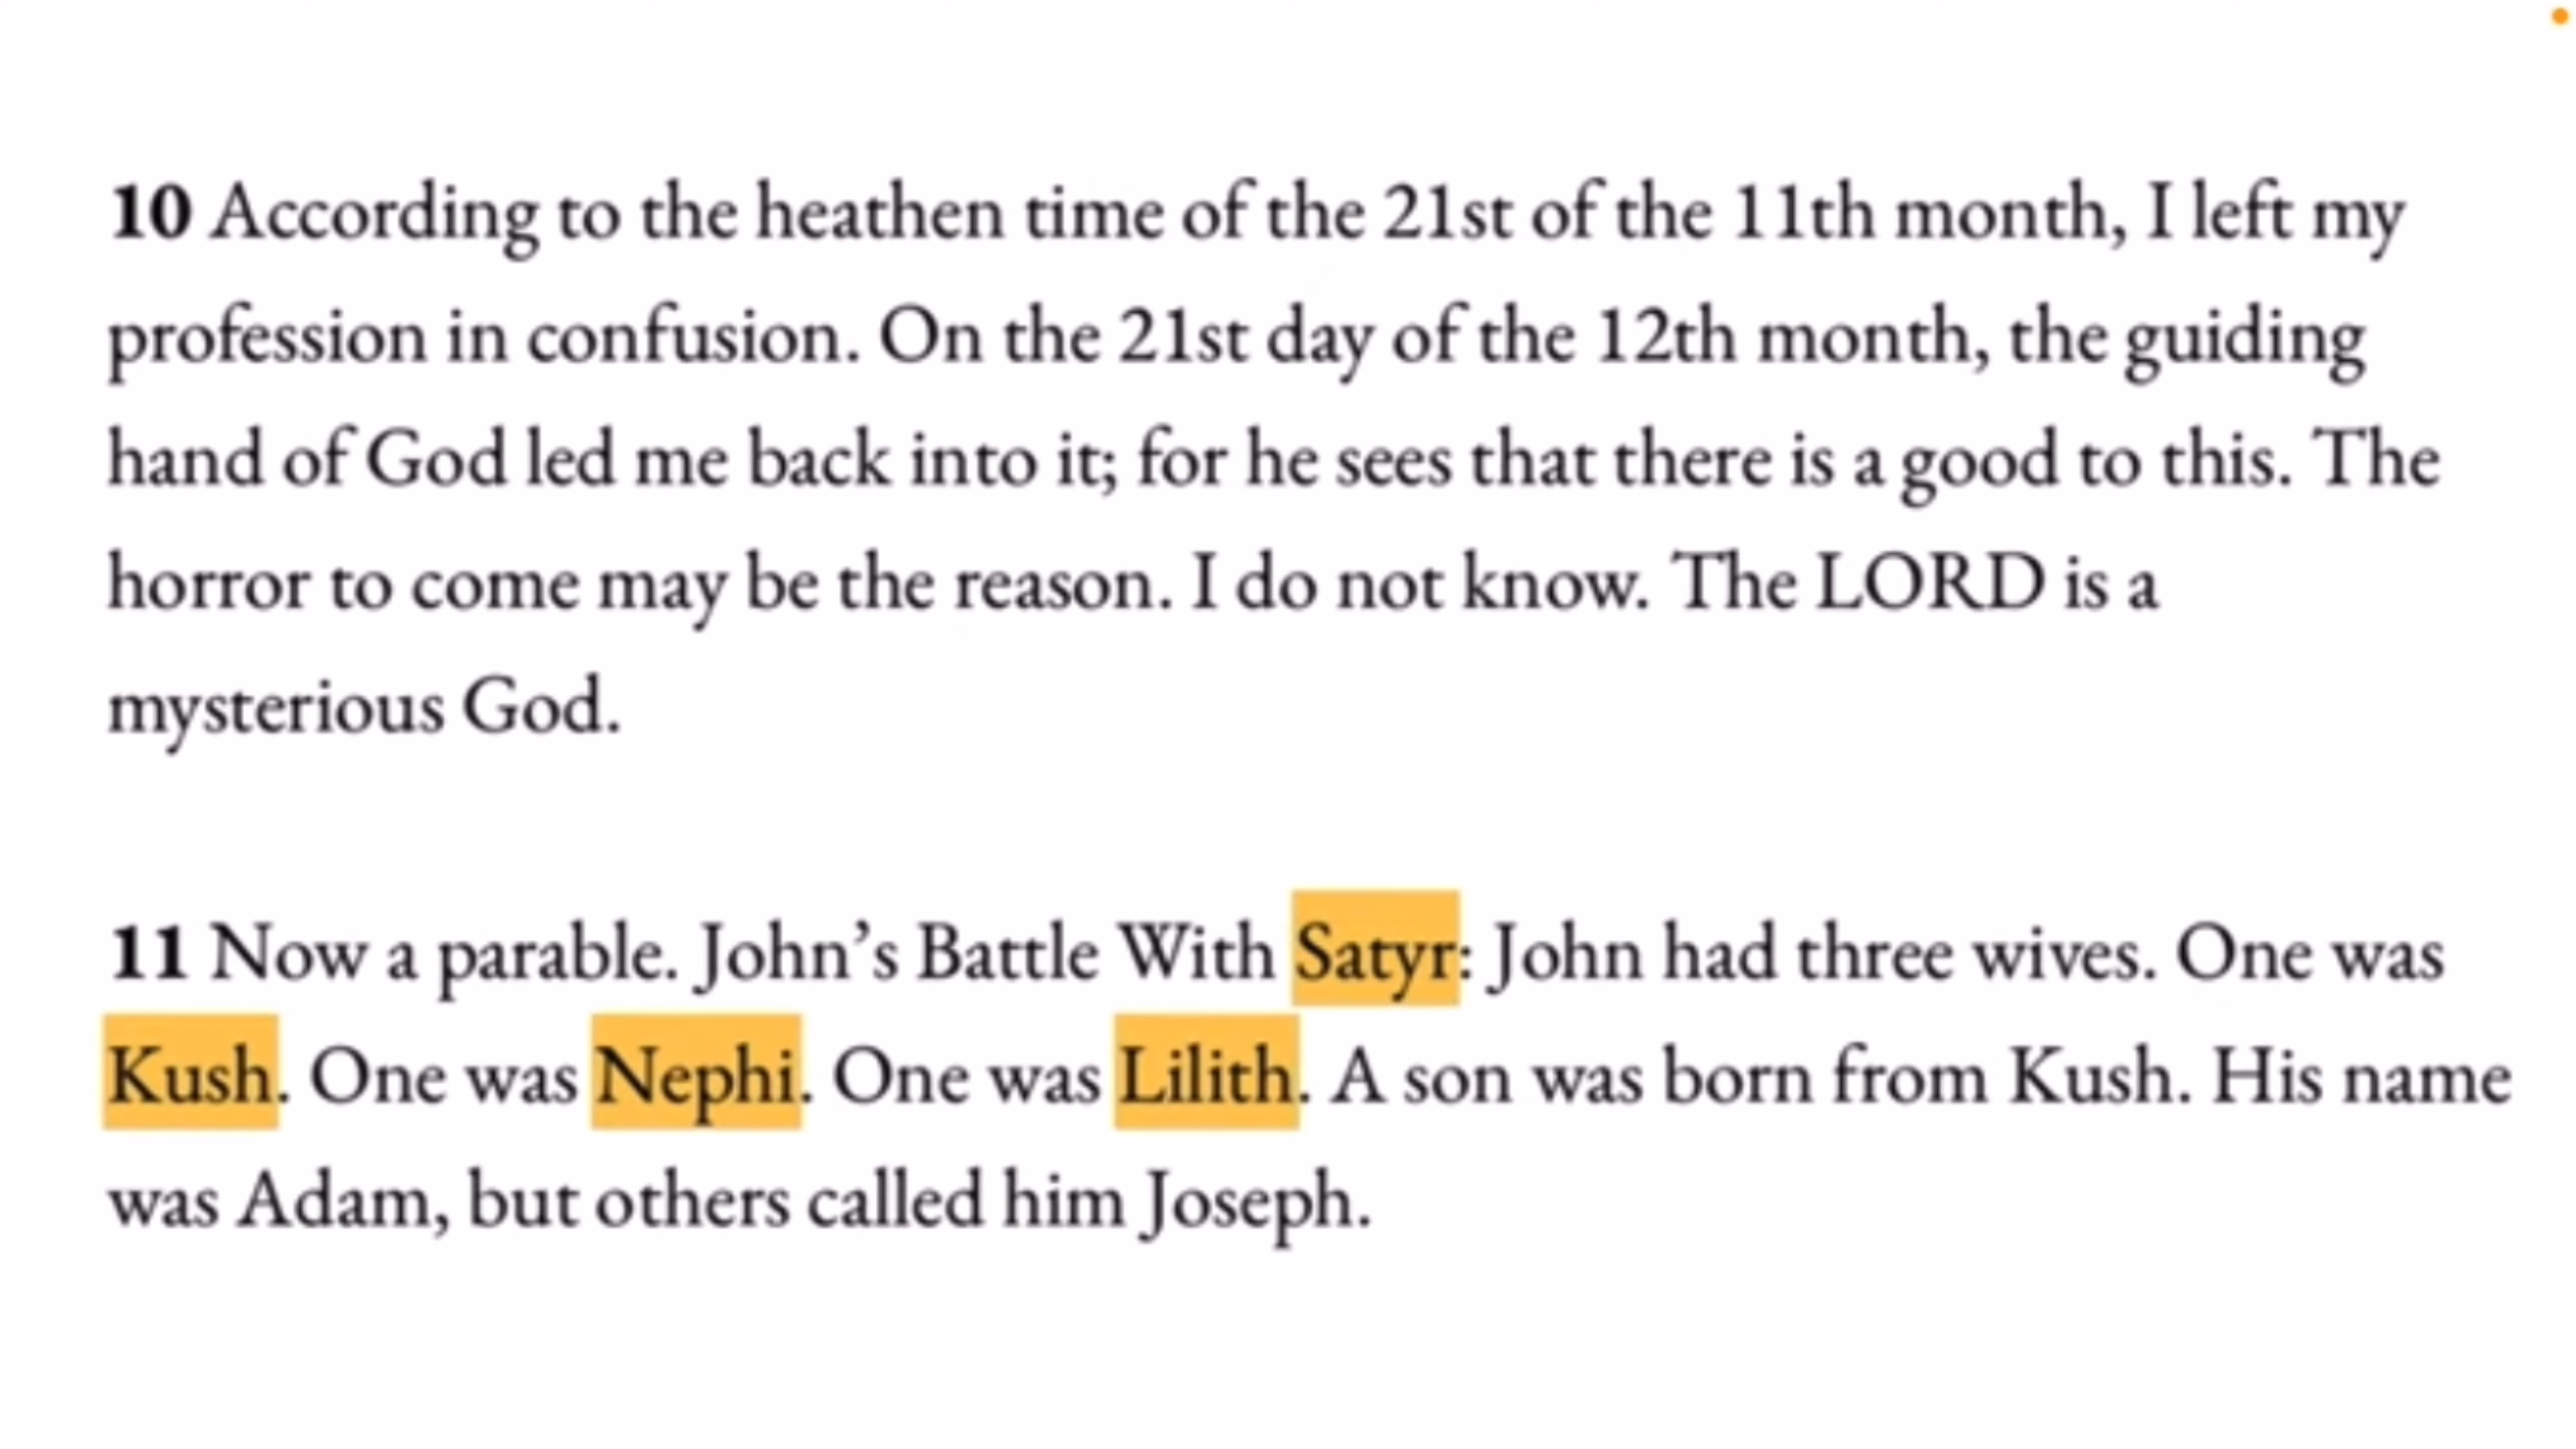 10 According to the heathen time of the 21st of the 11th month, I left my
profession in confusion. On the 21st day of the 12th month, the guiding
hand of God led me back into it; for he sees that there is a good to this. The
horror to come may be the reason. I do not know. The LORD is a
mysterious God.
11 Now a parable. John’s Battle With Satyr: John had three wives. One was
Kush. One was Nephi. One was Lilith. A son was born from Kush. His name
was Adam, but others called him Joseph.